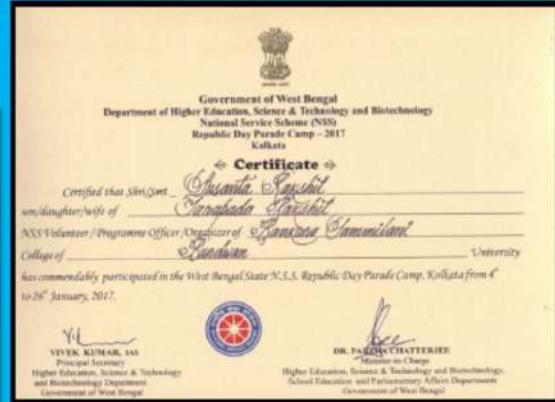 Government of West Bengal
Department of Higher Education, Science & Technology and Biotechnology
National Service Scheme (NSS)
Republic Day Parade Camp – 2017
Kolkata
Certificate
Certified that Shri/Smt. Susanta Rakshit
son/daughter/wife of Tarapada Rakshit
NSS Volunteer / Programme Officer/Organizer of Bankura Sammilani
College of Burdwan University
has commendably participated in the West Bengal State N.S.S. Republic Day Parade Camp, Kolkata from 4th
to 26th January, 2017.
VIVEK KUMAR, IAS
Principal Secretary
Higher Education, Science & Technology
and Biotechnology Department
Government of West Bengal
DR. PARTHA CHATTERJEE
Minister-in-Charge
Higher Education, Science & Technology and Biotechnology,
School Education and Parliamentary Affairs Departments
Government of West Bengal